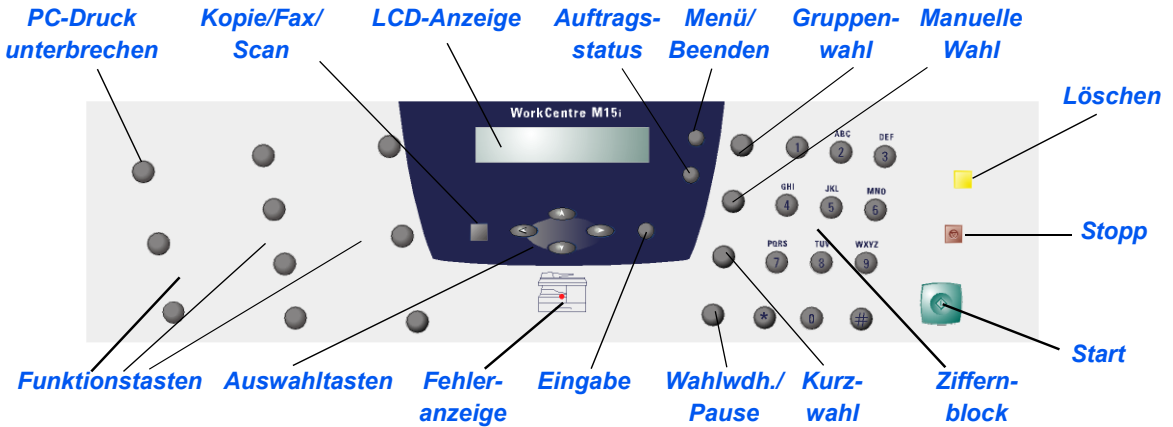 PC-Druck
unterbrechen
Kopie/Fax/
Scan
LCD-Anzeige
Auftrags-
status
Menü/
Beenden
Gruppen-
wahl
Manuelle
Wahl
Löschen
WorkCentre M15i
1
ABC
2
DEF
3
GHI
4
JKL
5
MNO
6
Stopp
PQRS
7
TUV
8
WXYZ
9
*
0
#
Start
Funktionstasten
Auswahltasten
Fehler-
anzeige
Eingabe
Wahlwdh./
Pause
Kurz-
wahl
Ziffern-
block